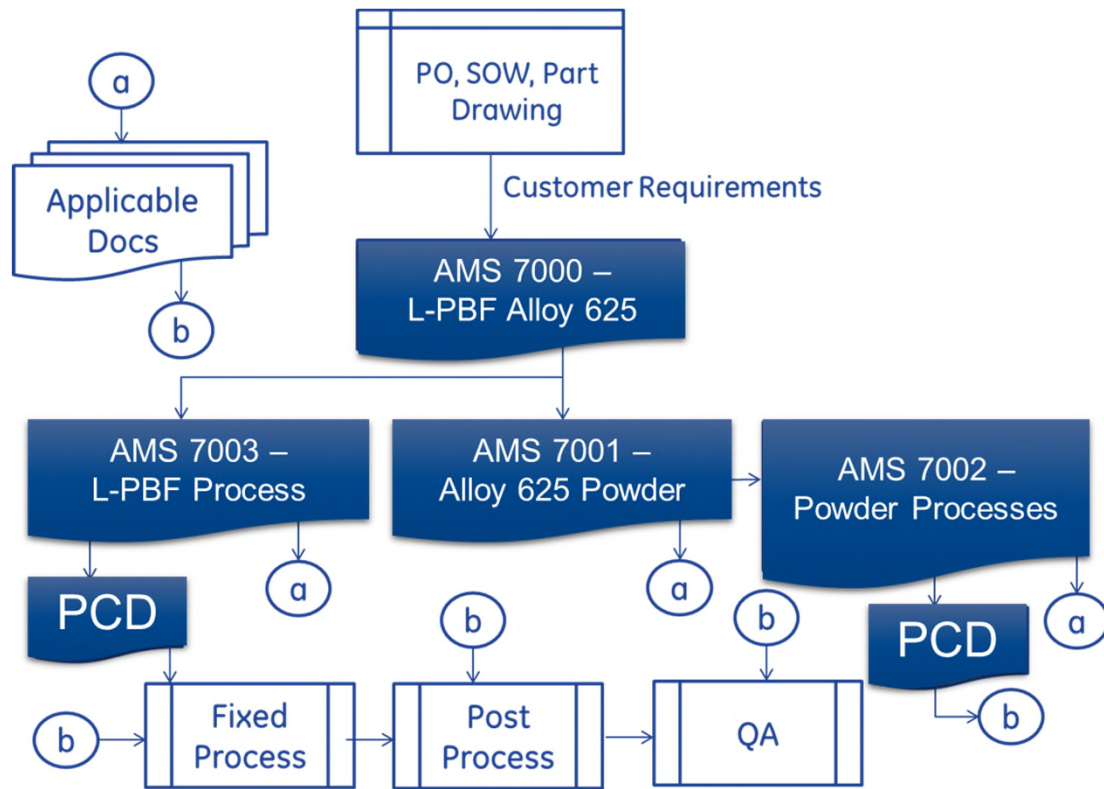 PO, SOW, Part
Drawing
a
Applicable
Docs
b
Customer Requirements
AMS 7000 –
L-PBF Alloy 625
AMS 7003 –
L-PBF Process
AMS 7001 –
Alloy 625 Powder
AMS 7002 –
Powder Processes
a
a
a
PCD
b
b
PCD
b
b
Fixed
Process
Post
Process
QA